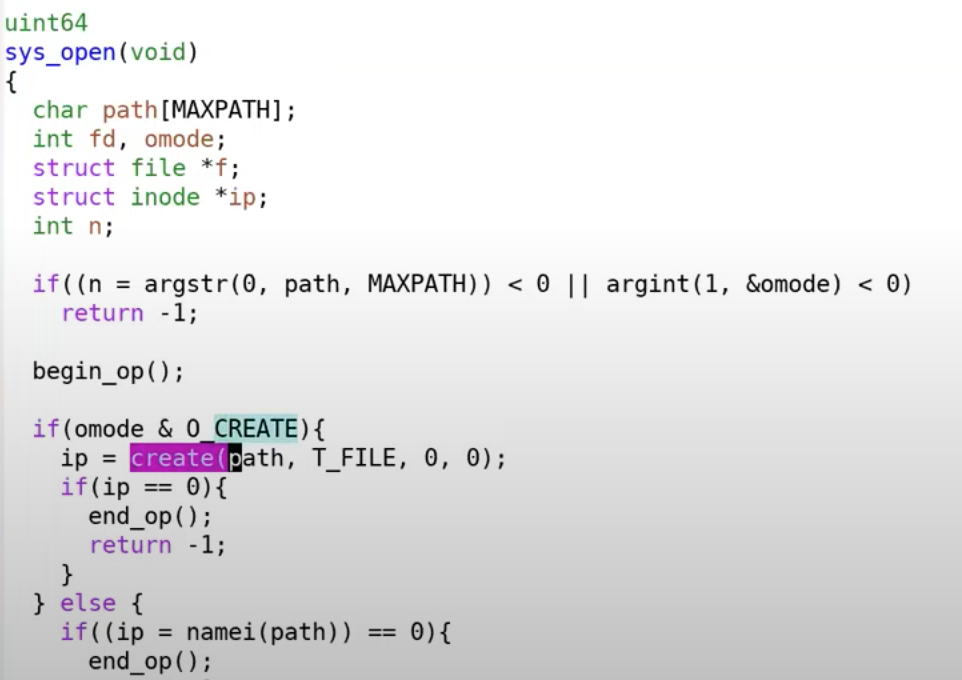 uint64
sys_open(void)
{
  char path[MAXPATH];
  int fd, omode;
  struct file *f;
  struct inode *ip;
  int n;

  if((n = argstr(0, path, MAXPATH)) < 0 || argint(1, &omode) < 0)
    return -1;

  begin_op();

  if(omode & O_CREATE){
    ip = create(path, T_FILE, 0, 0);
    if(ip == 0){
      end_op();
      return -1;
    }
  } else {
    if((ip = namei(path)) == 0){
      end_op();